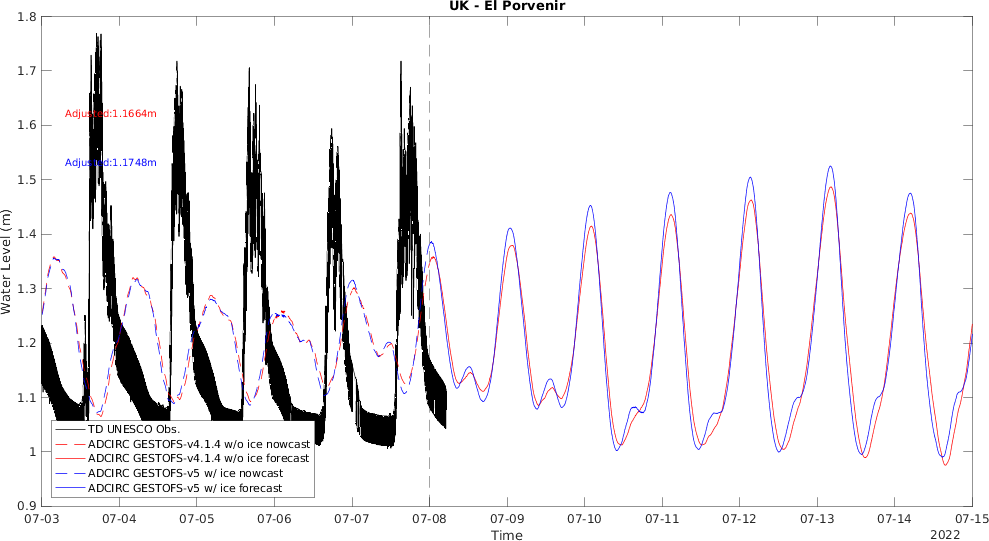 UK - El Porvenir
1.8
1.7
1.6
1.5
1.4
1.3
1.2
1.1
1
0.9
Water Level (m)
Adjusted:1.1664m
Adjusted:1.1748m
TD UNESCO Obs.
ADCIRC GESTOFS-v4.1.4 w/o ice nowcast
ADCIRC GESTOFS-v4.1.4 w/o ice forecast
ADCIRC GESTOFS-v5 w/ ice nowcast
ADCIRC GESTOFS-v5 w/ ice forecast
07-03 07-04 07-05 07-06 07-07 07-08 07-09 07-10 07-11 07-12 07-13 07-14 07-15
Time
2022